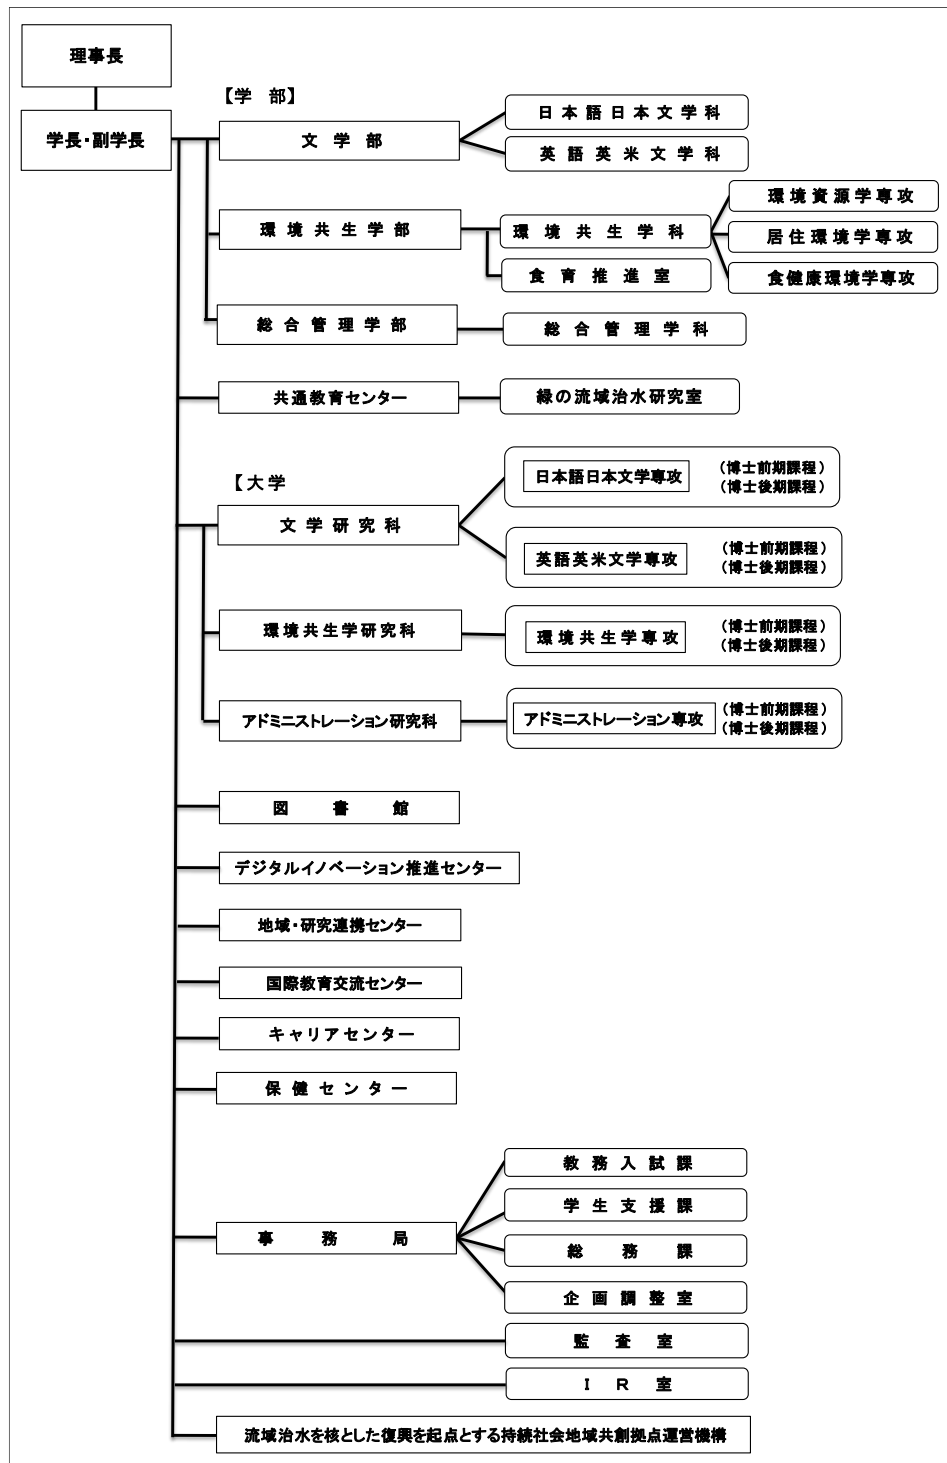 理事長
学長・副学長
【学 部】
文学部
日本語日本文学科
英語英米文学科
環境共生学部
環境共生学科
環境資源学専攻
居住環境学専攻
食健康環境学専攻
食育推進室
総合管理学部
総合管理学科
共通教育センター
緑の流域治水研究室
【大学
文学研究科
日本語日本文学専攻
(博士前期課程)
(博士後期課程)
英語英米文学専攻
(博士前期課程)
(博士後期課程)
環境共生学研究科
環境共生学専攻
(博士前期課程)
(博士後期課程)
アドミニストレーション研究科
アドミニストレーション専攻
(博士前期課程)
(博士後期課程)
図書館
デジタルイノベーション推進センター
地域・研究連携センター
国際教育交流センター
キャリアセンター
保健センター
事務局
教務入試課
学生支援課
総務課
企画調整室
監査室
IR室
流域治水を核とした復興を起点とする持続社会地域共創拠点運営機構